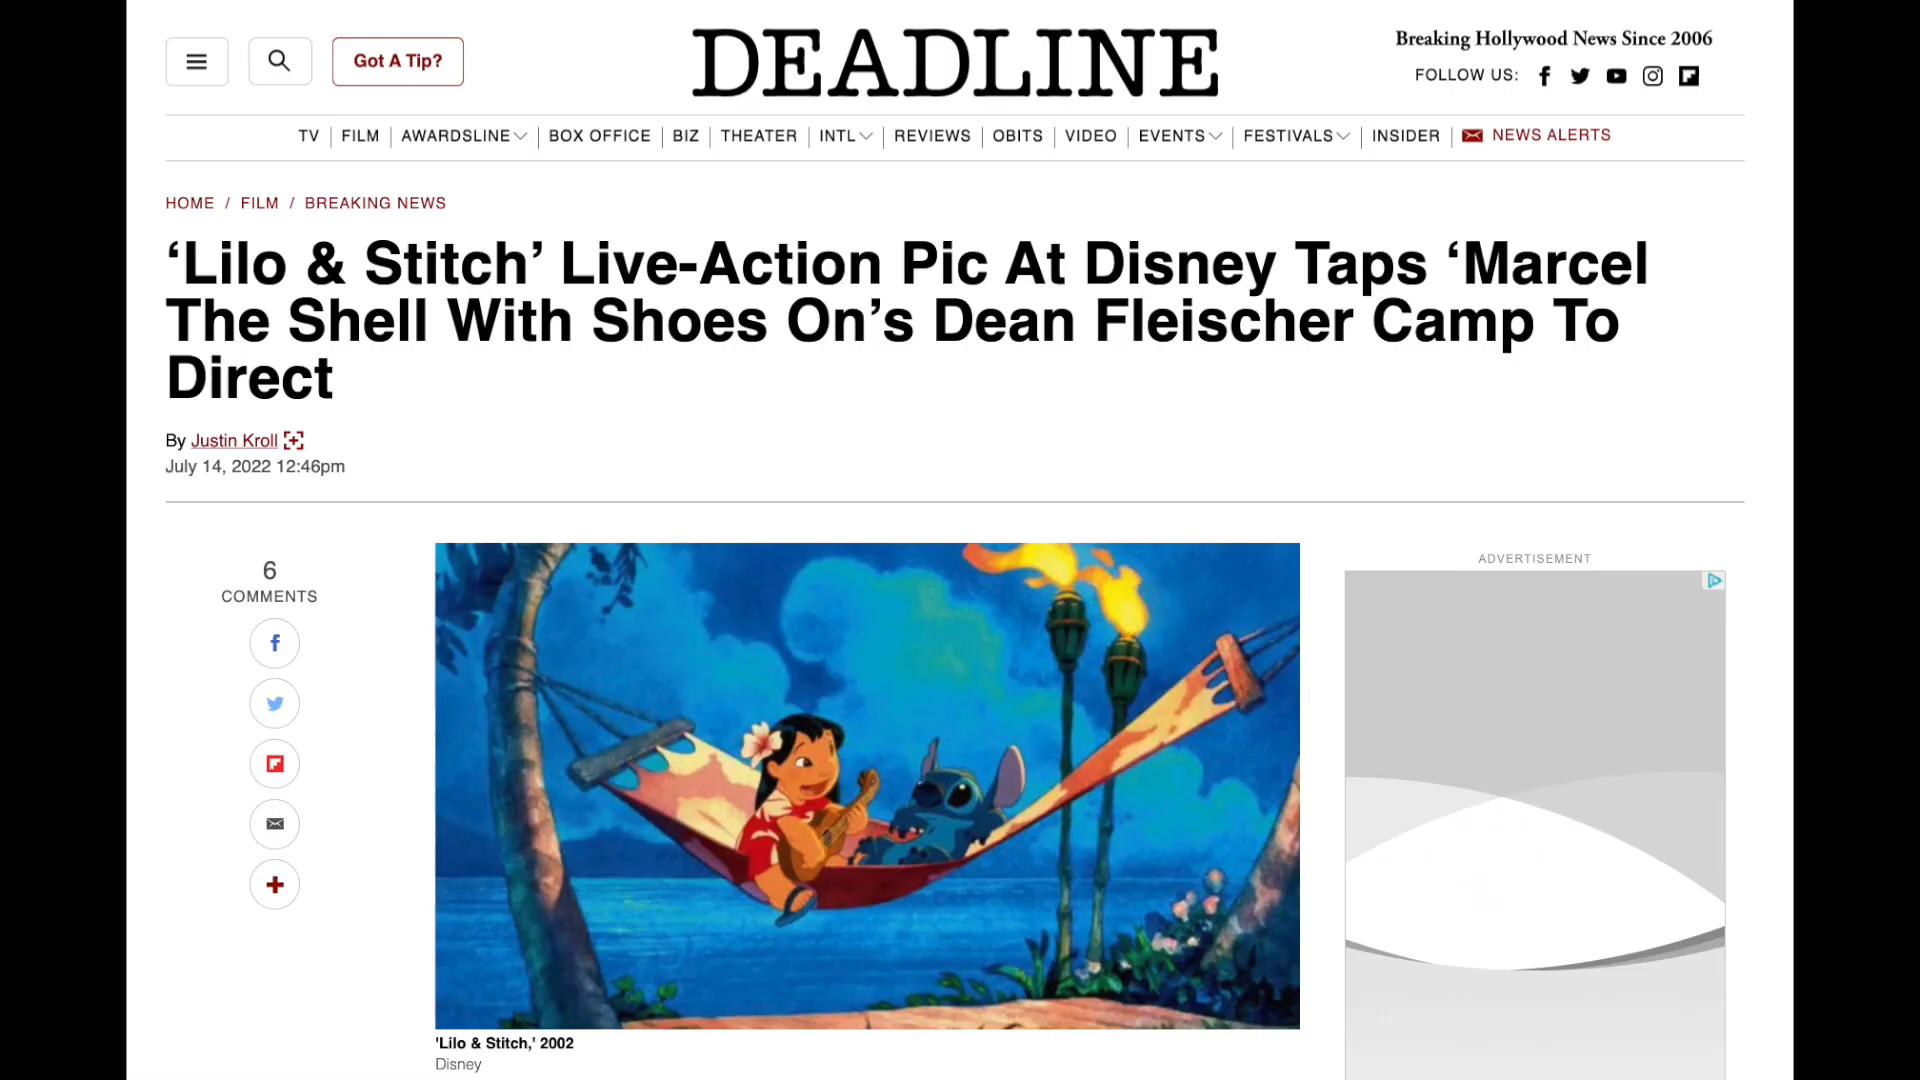 Got A Tip?
DEADLINE
Breaking Hollywood News Since 2006
FOLLOW US:
TV | FILM | AWARDSLINE | BOX OFFICE | BIZ | THEATER | INTL | REVIEWS | OBITS | VIDEO | EVENTS | FESTIVALS | INSIDER | NEWS ALERTS
HOME / FILM / BREAKING NEWS
‘Lilo & Stitch’ Live-Action Pic At Disney Taps ‘Marcel
The Shell With Shoes On’s Dean Fleischer Camp To
Direct
By Justin Kroll
July 14, 2022 12:46pm
6
COMMENTS
ADVERTISEMENT
'Lilo & Stitch,' 2002
Disney